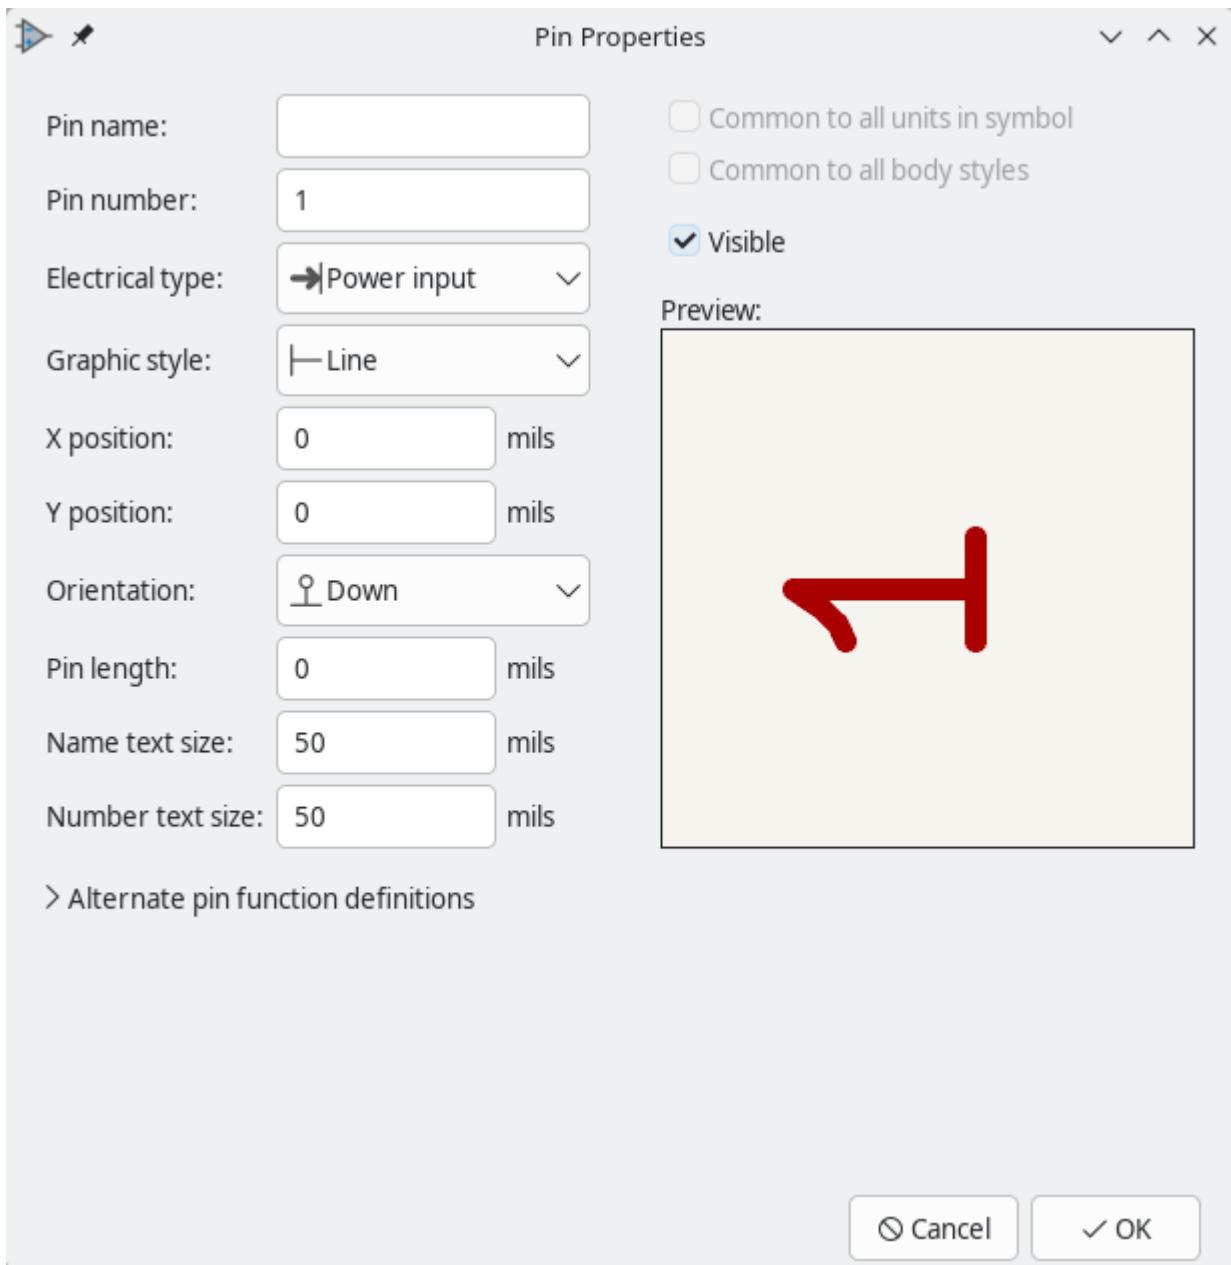 Pin Properties
Pin name:
Common to all units in symbol
Common to all body styles
Pin number: 1
Visible
Electrical type: Power input
Preview:
Graphic style: Line
X position: 0 mils
Y position: 0 mils
Orientation: Down
Pin length: 0 mils
Name text size: 50 mils
Number text size: 50 mils
1
Alternate pin function definitions
Cancel OK